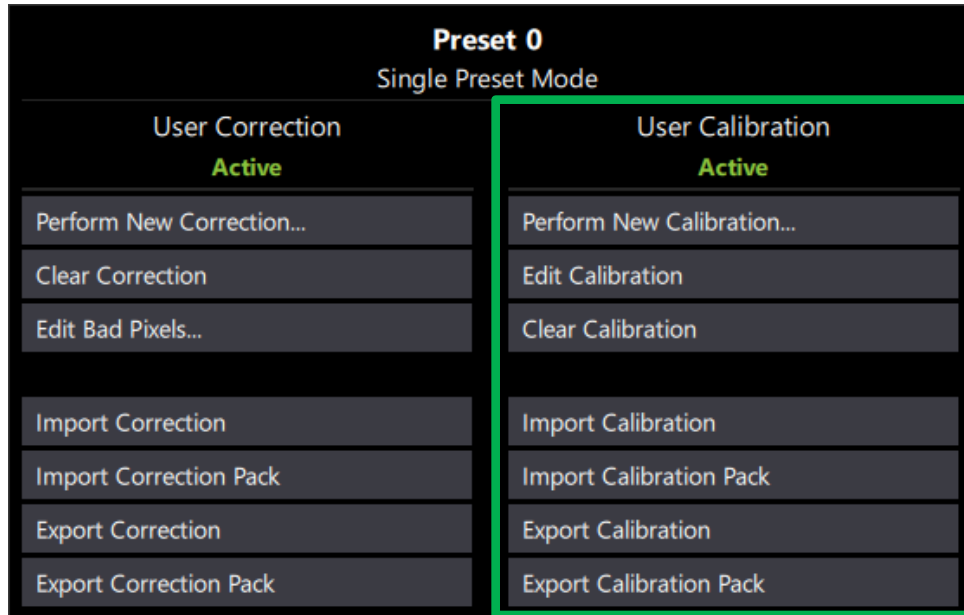 Preset 0
Single Preset Mode
User Correction
Active
Perform New Correction...
Clear Correction
Edit Bad Pixels...
Import Correction
Import Correction Pack
Export Correction
Export Correction Pack
User Calibration
Active
Perform New Calibration...
Edit Calibration
Clear Calibration
Import Calibration
Import Calibration Pack
Export Calibration
Export Calibration Pack